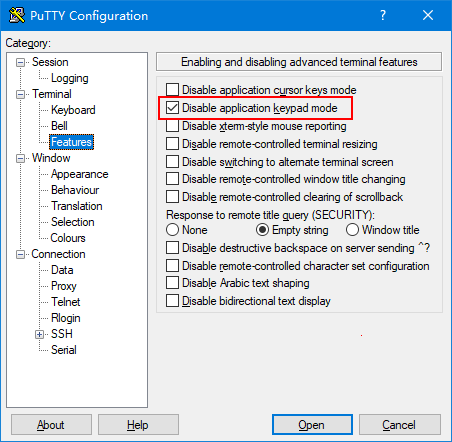 PuTTY Configuration
?
Category:
Session
Logging
Terminal
Keyboard
Bell
Features
Window
Appearance
Behaviour
Translation
Selection
Colours
Connection
Data
Proxy
Telnet
Rlogin
SSH
Serial
Enabling and disabling advanced terminal features
Disable application cursor keys mode
Disable application keypad mode
Disable xterm-style mouse reporting
Disable remote-controlled terminal resizing
Disable switching to alternate terminal screen
Disable remote-controlled window title changing
Disable remote-controlled clearing of scrollback
Response to remote title query (SECURITY):
None Empty string Window title
Disable destructive backspace on server sending ^?
Disable remote-controlled character set configuration
Disable Arabic text shaping
Disable bidirectional text display
About Help Open Cancel